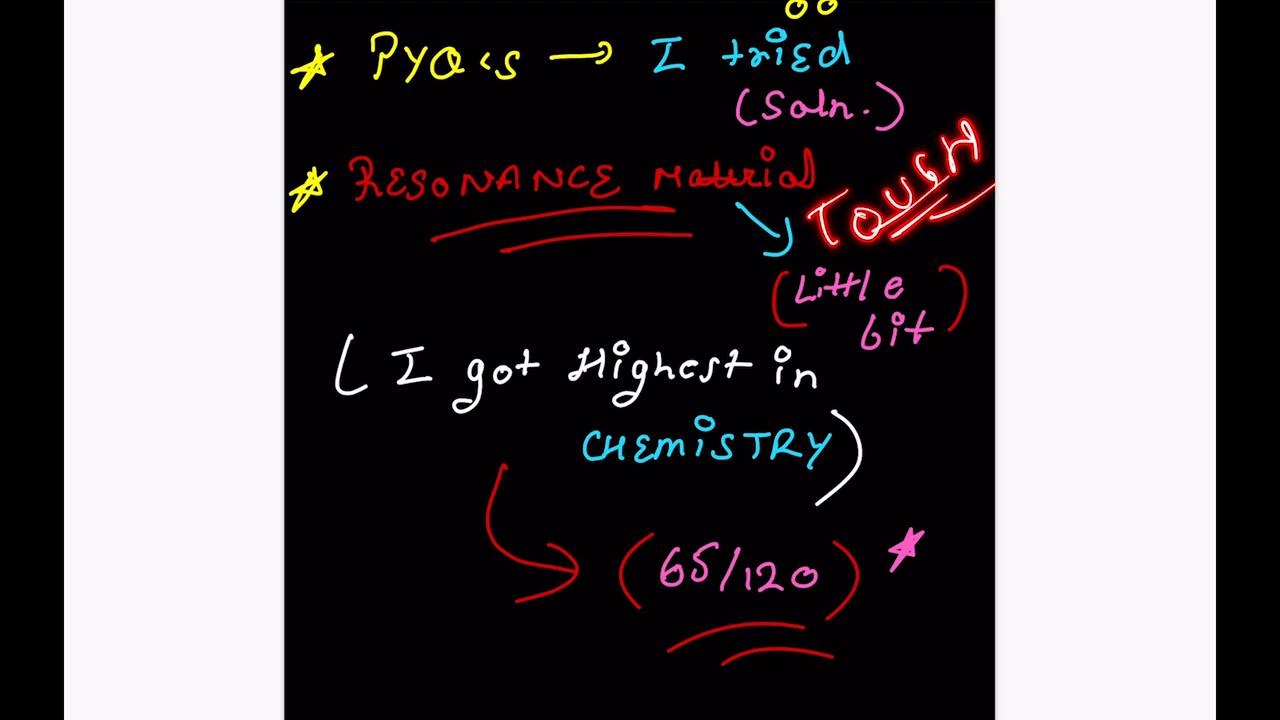 PYQ's → I tried
(Soln.)
RESONANCE Material
TOUGH
(Little
bit)
( I got Highest in
CHEMISTRY)
(65/120)